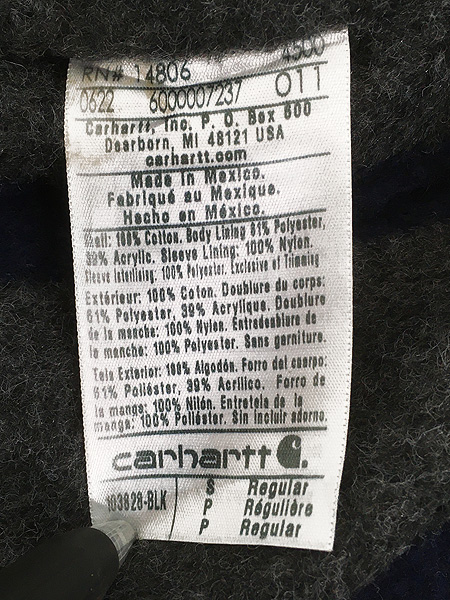 RN# 14806 4500
0622 6000007237 011
Carhartt, Inc. P. O. Box 600
Dearborn, MI 48121 USA
carhartt.com
Made in Mexico.
Fabriqué au Mexique.
Hecho en México.
Shell: 100% Cotton. Body Lining 61% Polyester,
39% Acrylic. Sleeve Lining: 100% Nylon.
Sleeve Interlining: 100% Polyester. Exclusive of Trimming
Extérieur: 100% Coton. Doublure du corps:
61% Polyester, 39% Acrylique. Doublure
de la manche: 100% Nylon. Entredoublure de
la manche: 100% Polyester. Sans garniture.
Tela Exterior: 100% Algodón. Forro del cuerpo:
61% Poliéster, 39% Acrílico. Forro de
la manga: 100% Nilón. Entretela de la
manga: 100% Poliéster. Sin incluir adorno.
carhartt
103828-BLK S Regular
P Régulière
P Regular